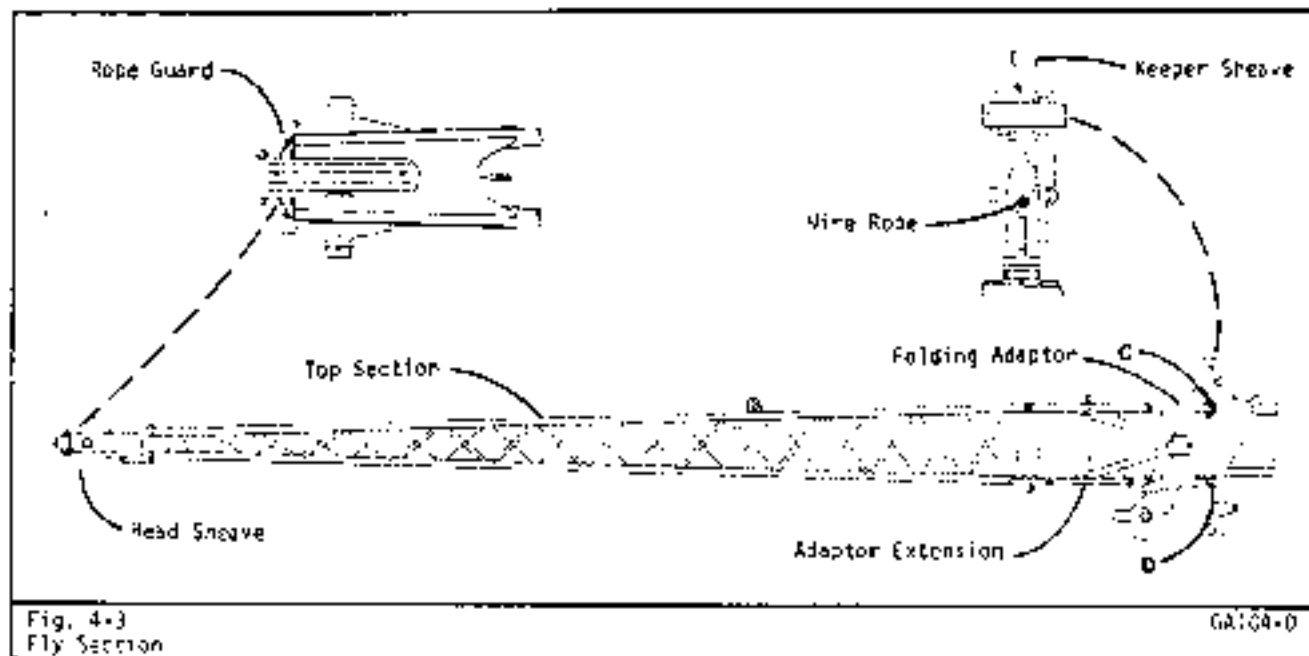 Rope Guard
Keeper Sheave
Wire Rope
Top Section
Folding Adaptor
C
Head Sheave
Adaptor Extension
D
Fig. 4-3
Fly Section